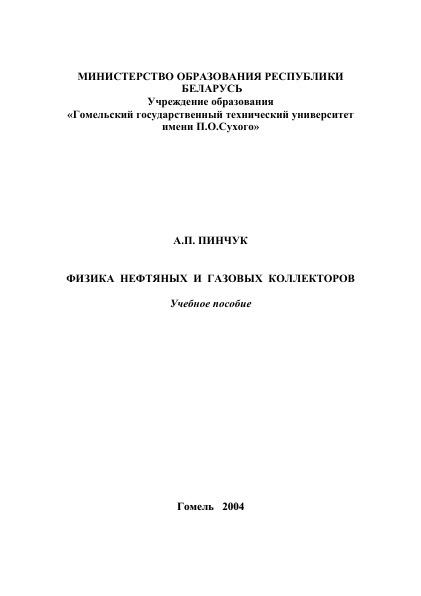 МИНИСТЕРСТВО ОБРАЗОВАНИЯ РЕСПУБЛИКИ
БЕЛАРУСЬ
Учреждение образования
«Гомельский государственный технический университет
имени П.О.Сухого»
А.П. ПИНЧУК
ФИЗИКА НЕФТЯНЫХ И ГАЗОВЫХ КОЛЛЕКТОРОВ
Учебное пособие
Гомель 2004